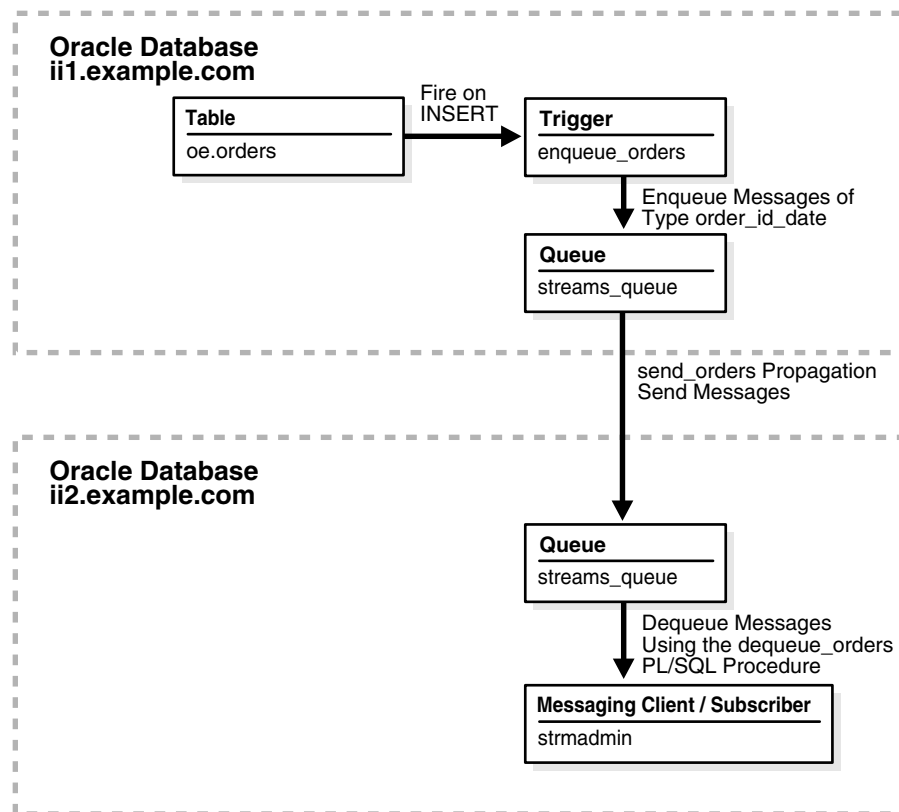 Oracle Database
ii1.example.com
Table
oe.orders
Fire on
INSERT
Trigger
enqueue_orders
Enqueue Messages of
Type order_id_date
Queue
streams_queue
send_orders Propagation
Send Messages
Oracle Database
ii2.example.com
Queue
streams_queue
Dequeue Messages
Using the dequeue_orders
PL/SQL Procedure
Messaging Client / Subscriber
strmadmin